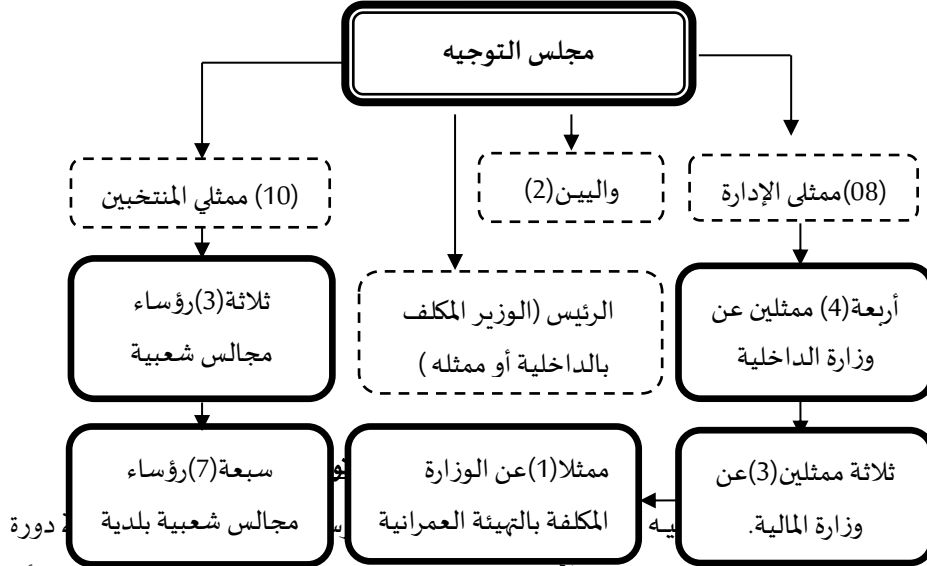 مجلس التوجيه
(08)ممثلى الإدارة
واليين(2)
(10) ممثلي المنتخبين
أربعة(4) ممثلين عن
وزارة الداخلية
الرئيس (الوزير المكلف
بالداخلية أو ممثله )
ثلاثة(3)رؤساء
مجالس شعبية
ثلاثة ممثلين(3)عن
وزارة المالية.
ممثلا(1)عن الوزارة
المكلفة بالتهيئة العمرانية
سبعة(7)رؤساء
مجالس شعبية بلدية
دورة